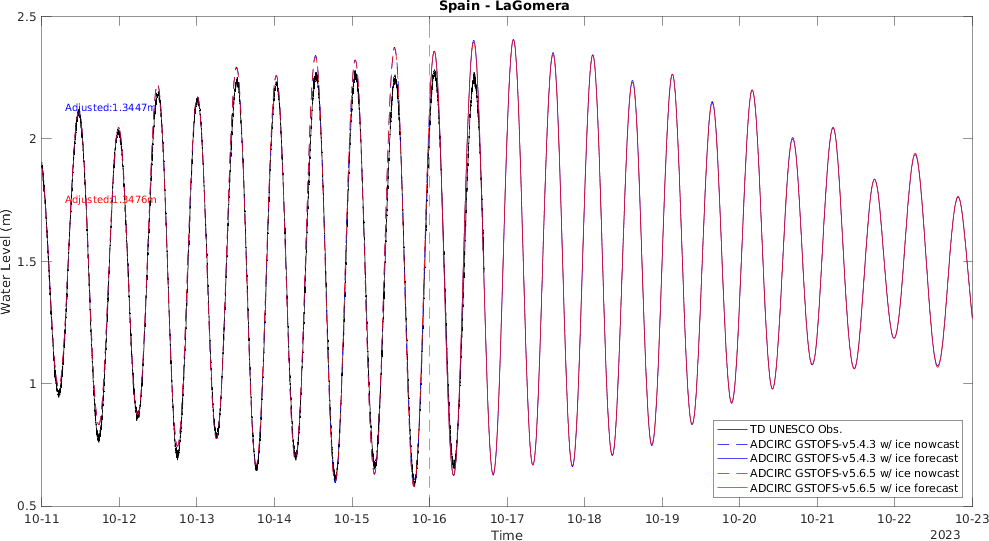 Spain - LaGomera
2.5
2
1.5
1
0.5
Water Level (m)
Adjusted:1.3447m
Adjusted:1.3476m
TD UNESCO Obs.
ADCIRC GSTOFS-v5.4.3 w/ ice nowcast
ADCIRC GSTOFS-v5.4.3 w/ ice forecast
ADCIRC GSTOFS-v5.6.5 w/ ice nowcast
ADCIRC GSTOFS-v5.6.5 w/ ice forecast
10-11 10-12 10-13 10-14 10-15 10-16 10-17 10-18 10-19 10-20 10-21 10-22 10-23
Time
2023